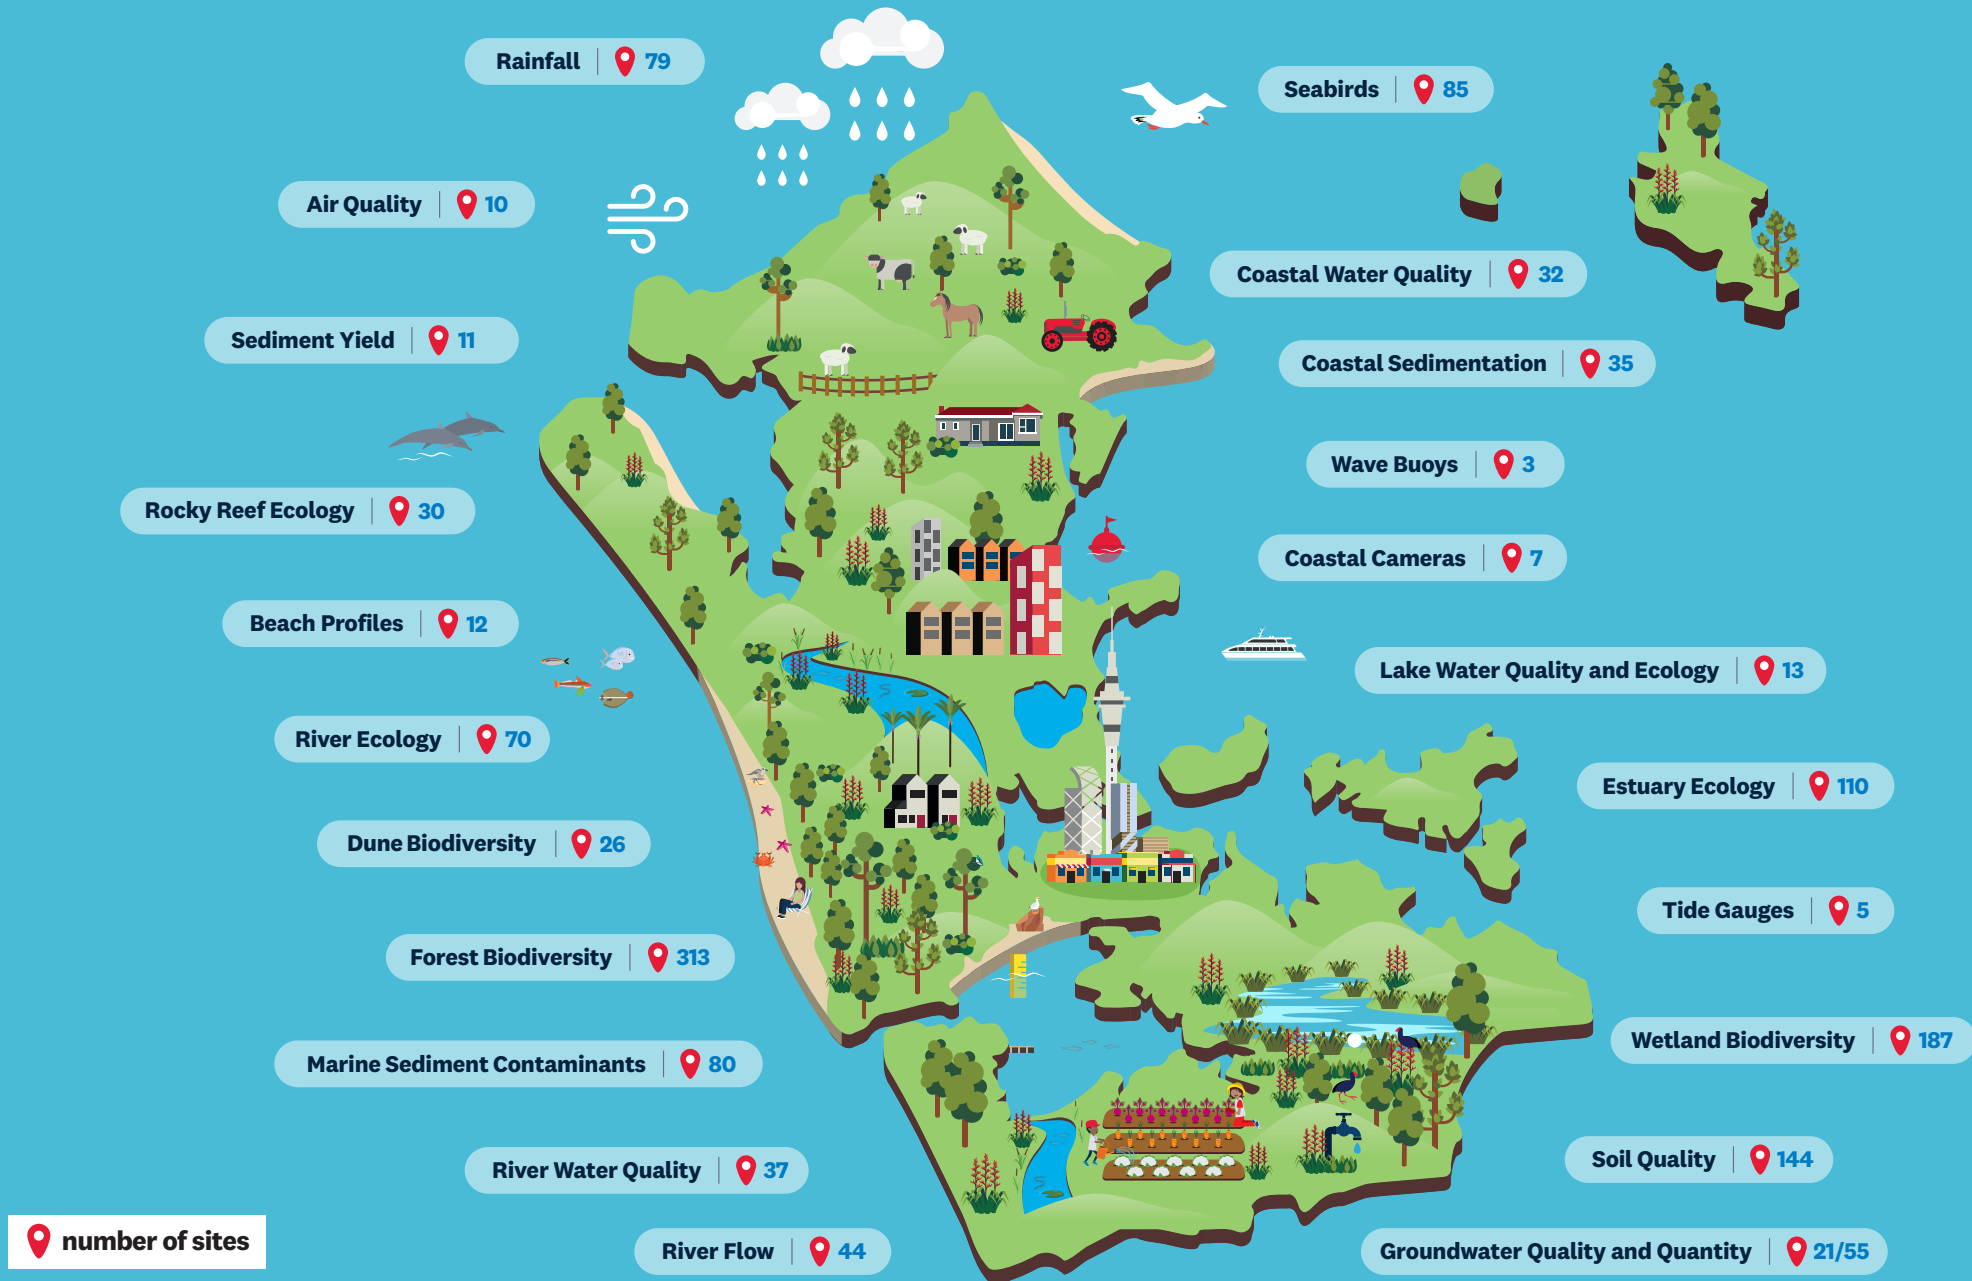 Rainfall 79
Seabirds 85
Air Quality 10
Coastal Water Quality 32
Sediment Yield 11
Coastal Sedimentation 35
Wave Buoys 3
Rocky Reef Ecology 30
Coastal Cameras 7
Beach Profiles 12
Lake Water Quality and Ecology 13
River Ecology 70
Estuary Ecology 110
Dune Biodiversity 26
Tide Gauges 5
Forest Biodiversity 313
Wetland Biodiversity 187
Marine Sediment Contaminants 80
Soil Quality 144
River Water Quality 37
number of sites
River Flow 44
Groundwater Quality and Quantity 21/55